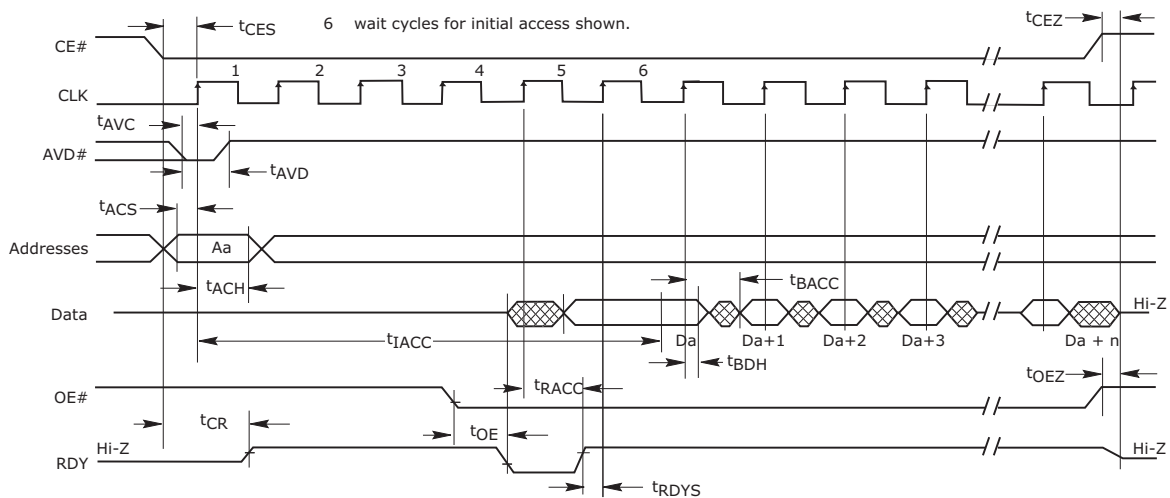 tCES
6 wait cycles for initial access shown.
tCEZ
CE#
1 2 3 4 5 6
CLK
tAVC
AVD#
tAVD
tACS
Addresses
Aa
tACH
tBACC
Data
Hi-Z
tIACC
Da Da+1 Da+2 Da+3 Da + n
tBDH
tOEZ
OE#
tRACC
tCR
tOE
Hi-Z
Hi-Z
RDY
tRDYS